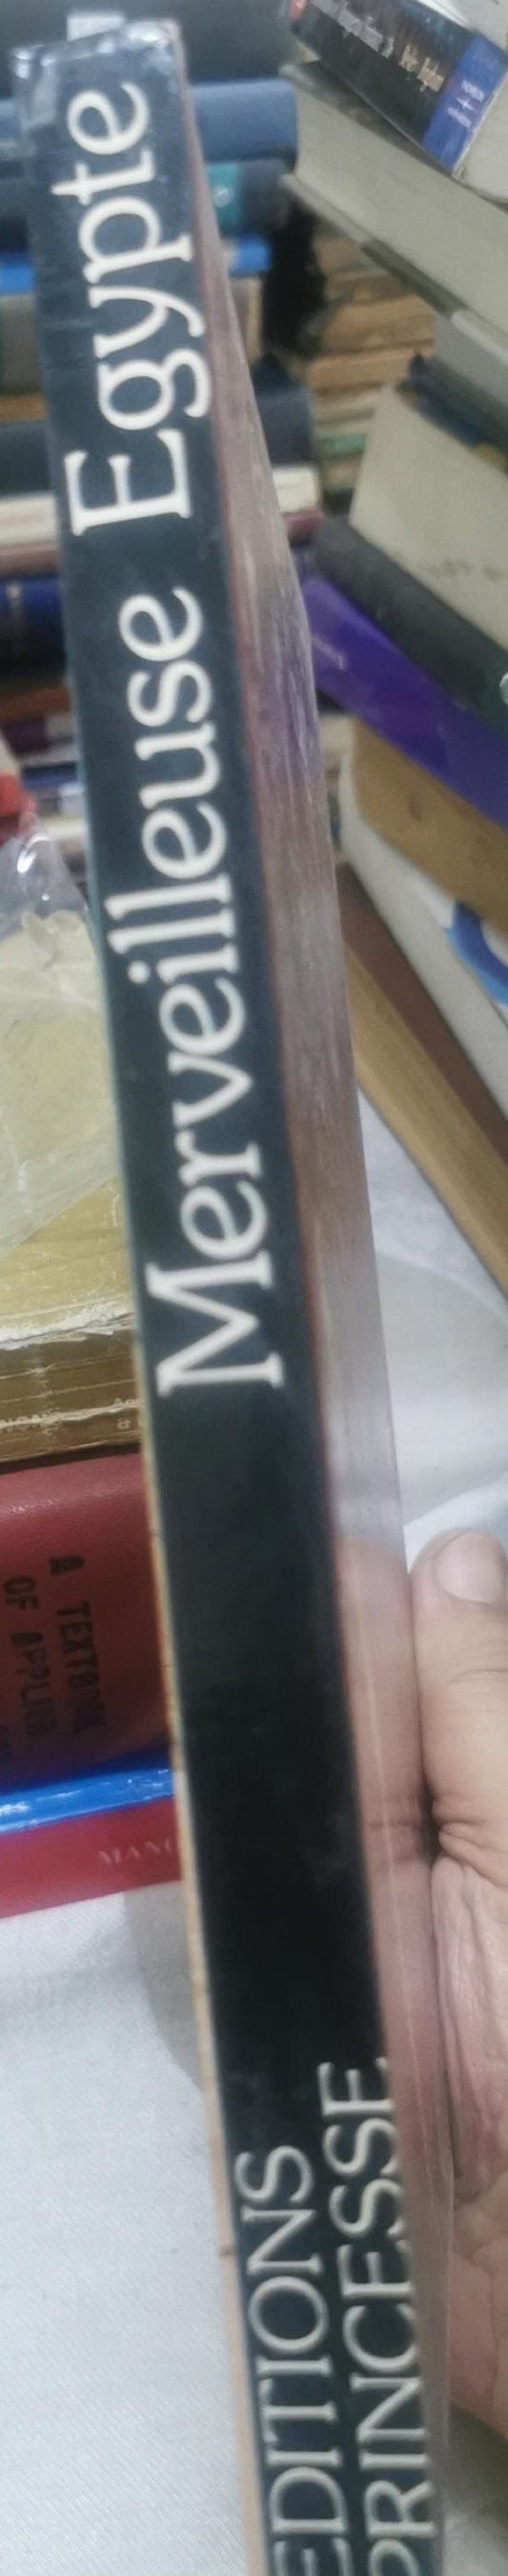 Merveilleuse Egypte
EDITIONS
PRINCESSE
A TEXTBOOK
OF APPLIED